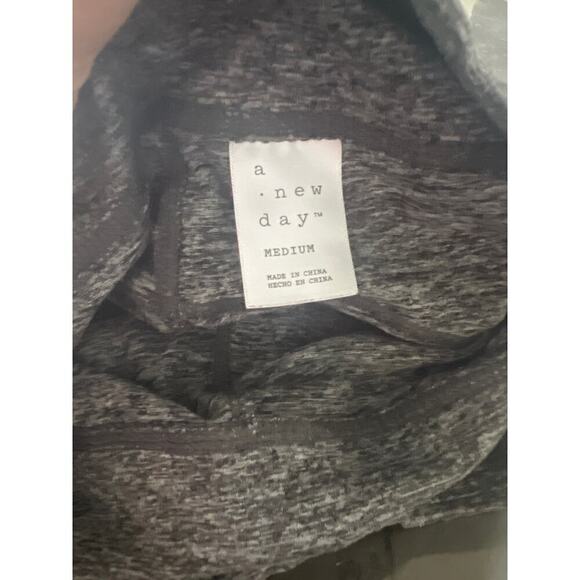 a
· new
day™
MEDIUM
MADE IN CHINA
HECHO EN CHINA